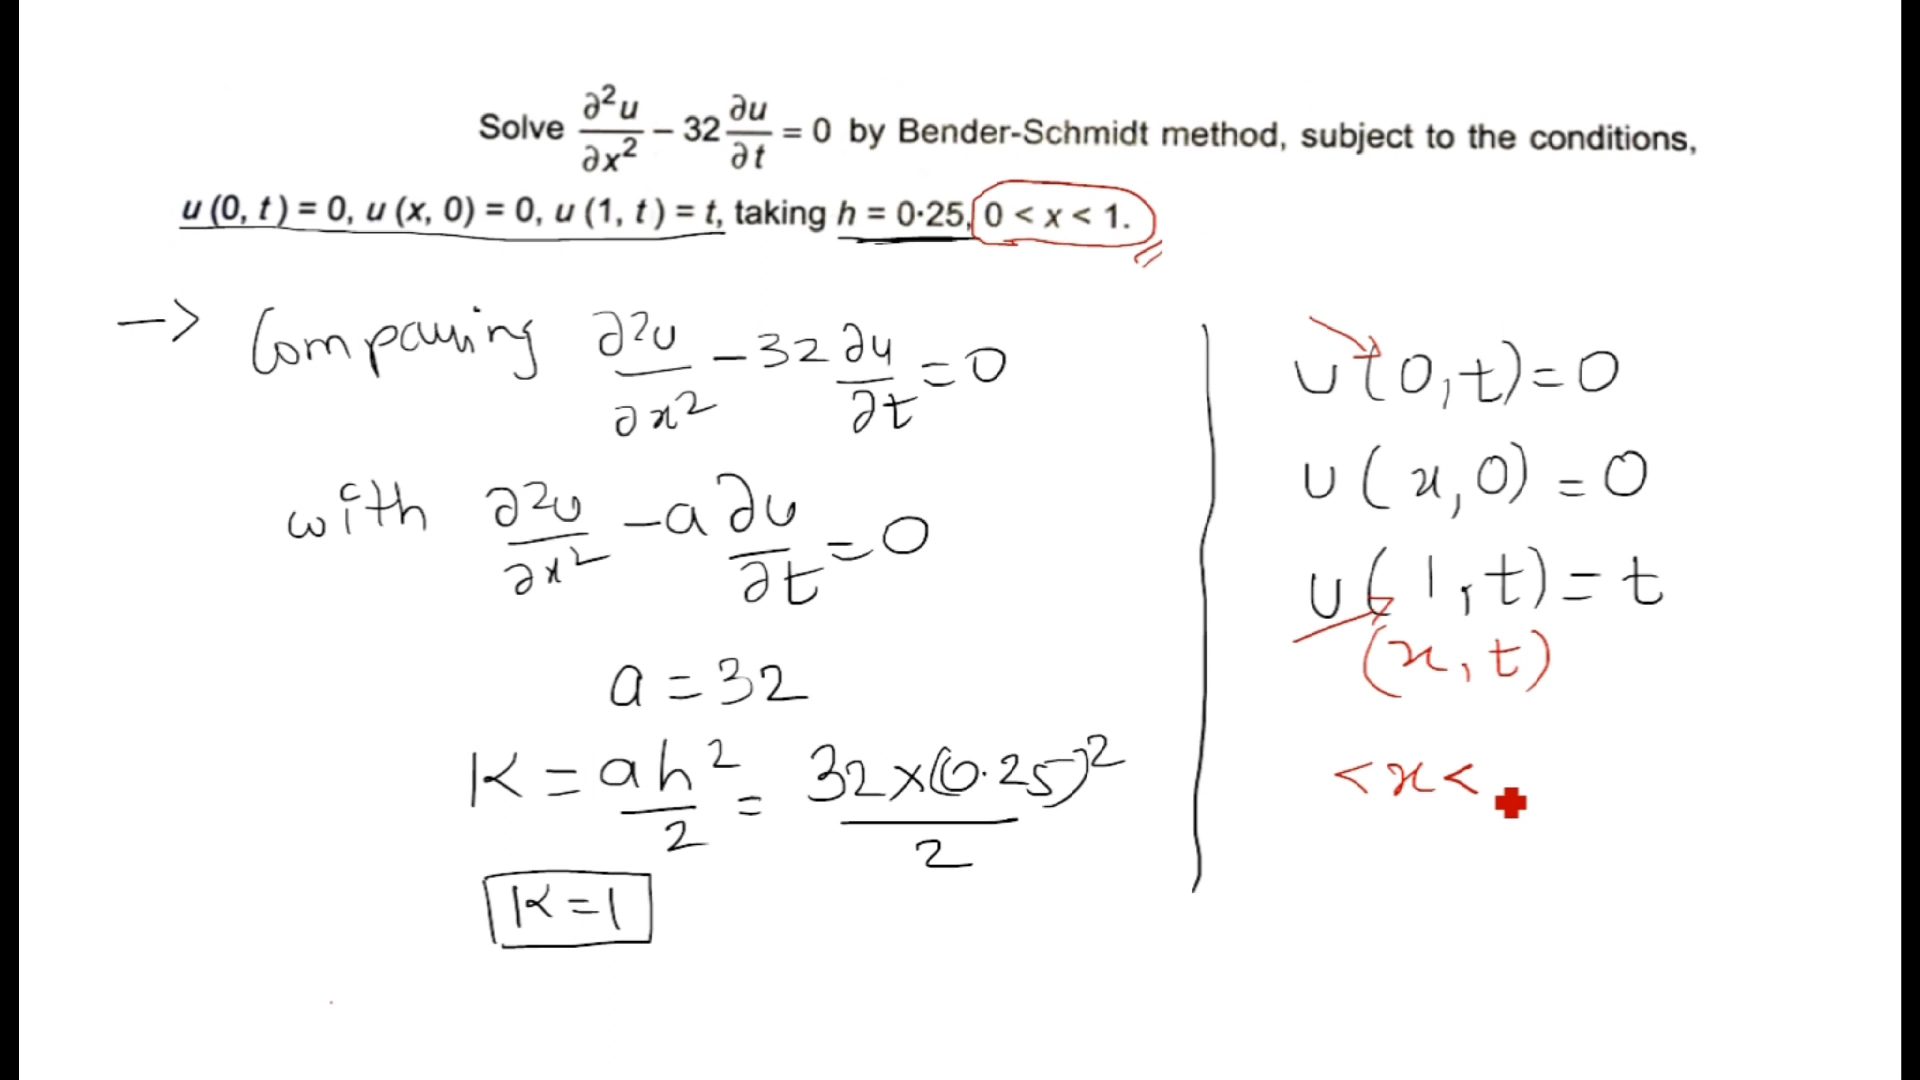 Solve ∂²u/∂x² − 32 ∂u/∂t = 0 by Bender-Schmidt method, subject to the conditions,
u (0, t ) = 0, u (x, 0) = 0, u (1, t ) = t, taking h = 0·25, 0 < x < 1.
-> Comparing ∂²u/∂x² − 32 ∂u/∂t = 0
with ∂²u/∂x² − a ∂u/∂t = 0
a = 32
K = ah²/2 = 32×(0.25)²/2
K = 1
u(0,t) = 0
u(x,0) = 0
u(1,t) = t
(x,t)
< x <